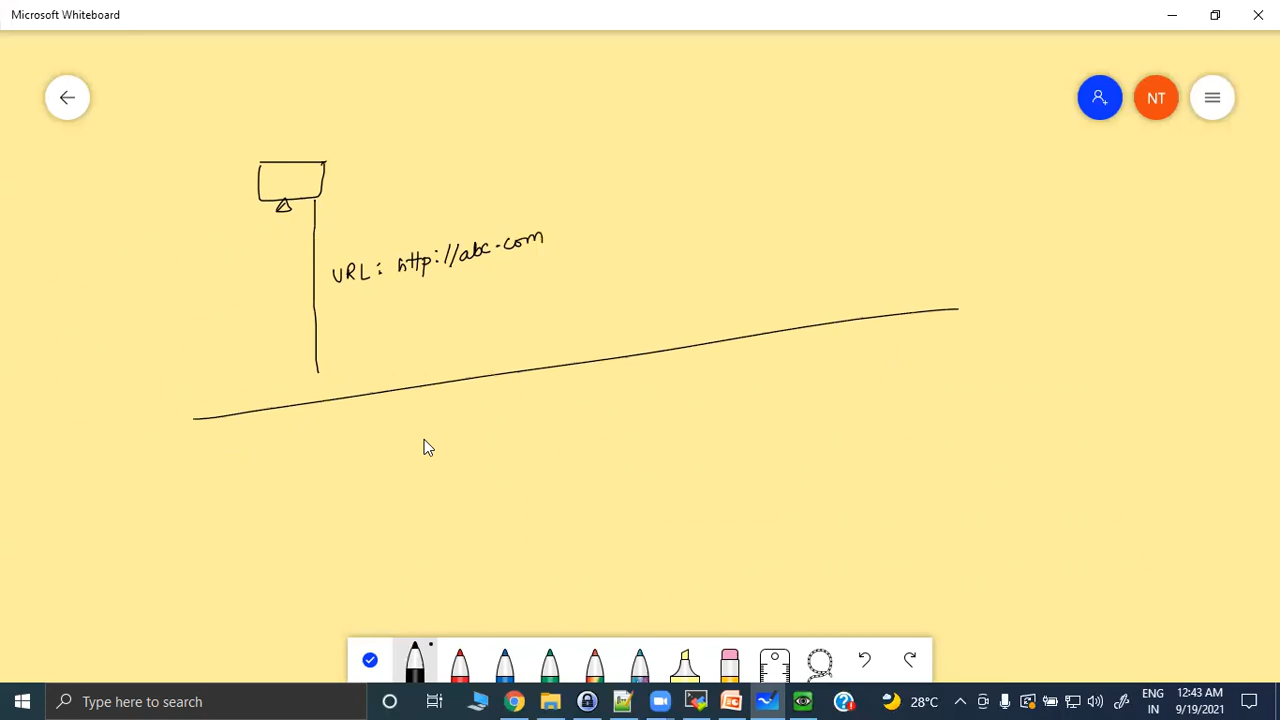 Microsoft Whiteboard
NT
URL: http://abc.com
Type here to search
28°C
ENG
IN
12:43 AM
9/19/2021